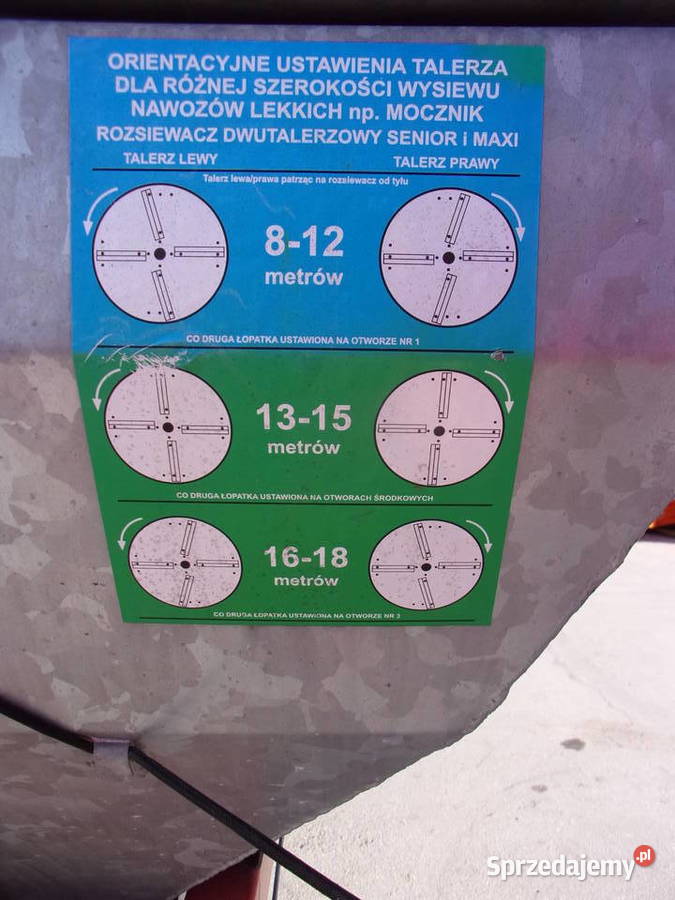 ORIENTACYJNE USTAWIENIA TALERZA
DLA RÓŻNEJ SZEROKOŚCI WYSIEWU
NAWOZÓW LEKKICH np. MOCZNIK
ROZSIEWACZ DWUTALERZOWY SENIOR i MAXI
TALERZ LEWY TALERZ PRAWY
Talerz lewa/prawa patrząc na rozsiewacz od tyłu
8-12
metrów
CO DRUGA ŁOPATKA USTAWIONA NA OTWORZE NR 1
13-15
metrów
CO DRUGA ŁOPATKA USTAWIONA NA OTWORACH ŚRODKOWYCH
16-18
metrów
CO DRUGA ŁOPATKA USTAWIONA NA OTWORZE NR 3
Sprzedajemy.pl